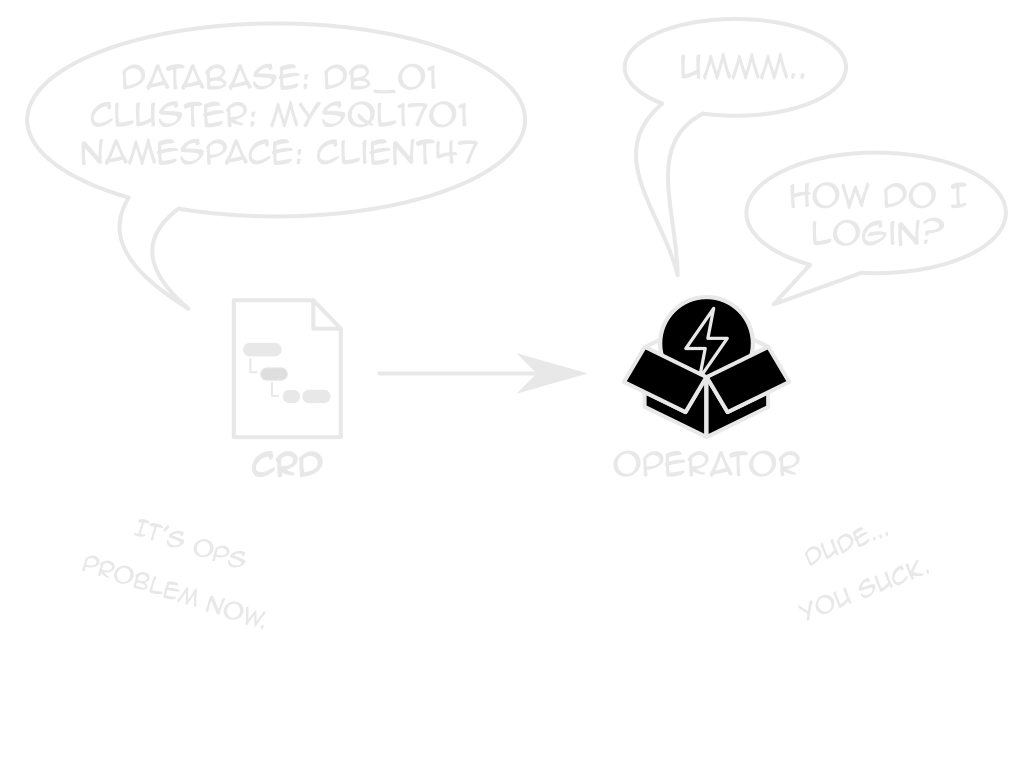 DATABASE: DB_01
CLUSTER: MYSQL1701
NAMESPACE: CLIENT47
UMMM..
HOW DO I
LOGIN?
CRD
OPERATOR
IT'S OPS
PROBLEM NOW.
DUDE...
YOU SUCK.